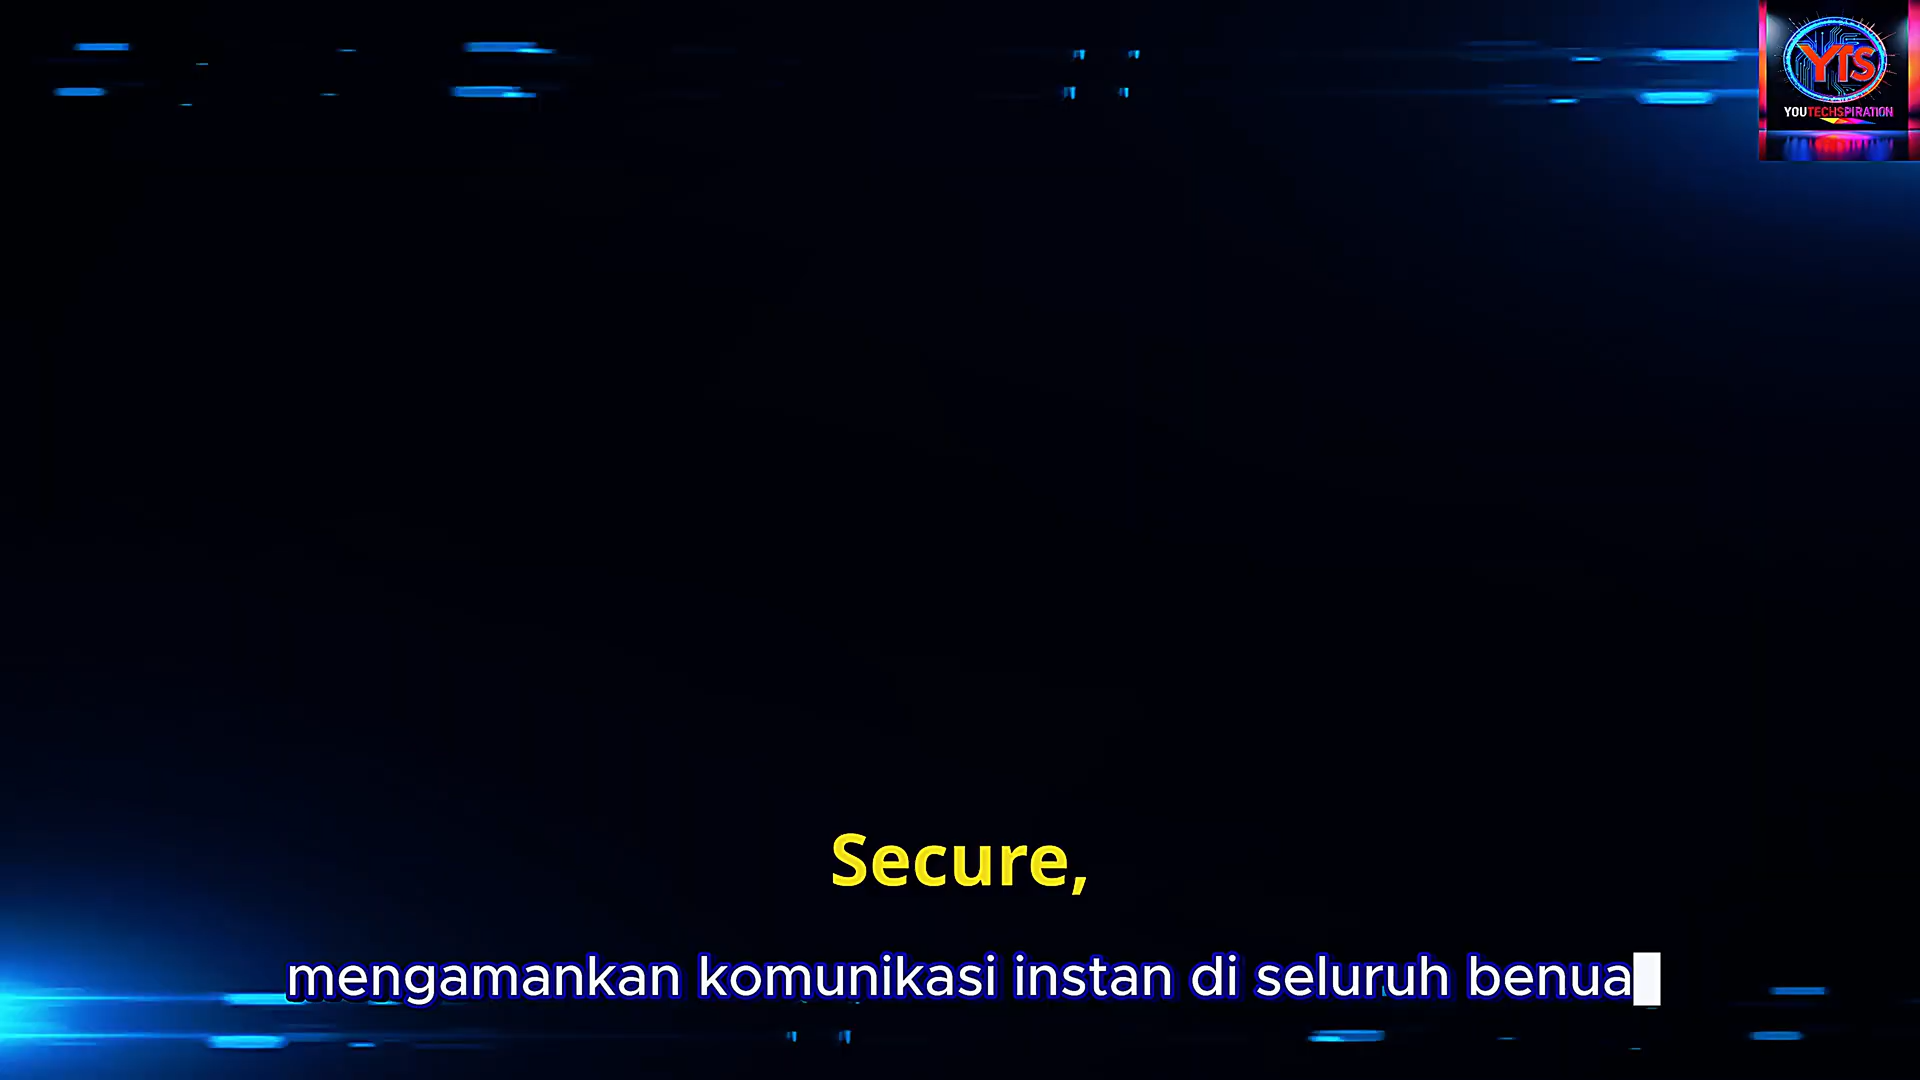 YTS
YOUTECHSPIRATION
Secure,
mengamankan komunikasi instan di seluruh benua